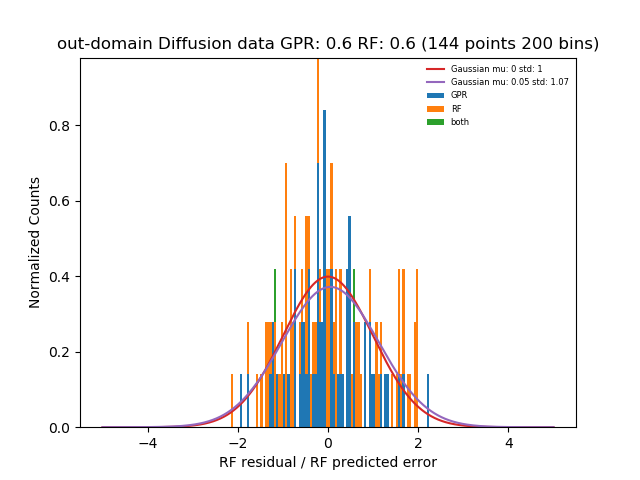 out-domain Diffusion data GPR: 0.6 RF: 0.6 (144 points 200 bins)
Gaussian mu: 0 std: 1
Gaussian mu: 0.05 std: 1.07
GPR
RF
both
Normalized Counts
0.8
0.6
0.4
0.2
0.0
−4 −2 0 2 4
RF residual / RF predicted error